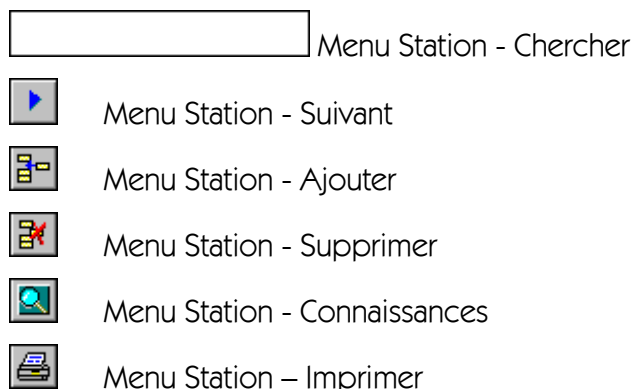 Menu Station - Chercher
Menu Station - Suivant
Menu Station - Ajouter
Menu Station - Supprimer
Menu Station - Connaissances
Menu Station – Imprimer